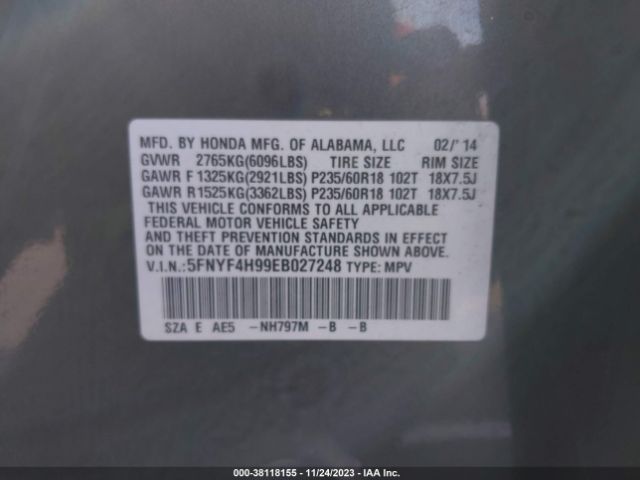 MFD. BY HONDA MFG. OF ALABAMA, LLC 02/'14
GVWR 2765KG(6096LBS) TIRE SIZE RIM SIZE
GAWR F 1325KG(2921LBS) P235/60R18 102T 18X7.5J
GAWR R 1525KG(3362LBS) P235/60R18 102T 18X7.5J
THIS VEHICLE CONFORMS TO ALL APPLICABLE
FEDERAL MOTOR VEHICLE SAFETY
AND THEFT PREVENTION STANDARDS IN EFFECT
ON THE DATE OF MANUFACTURE SHOWN ABOVE.
V.I.N.:5FNYF4H99EB027248 TYPE: MPV
SZA E AE5 -NH797M -B -B
000-38118155 - 11/24/2023 - IAA Inc.